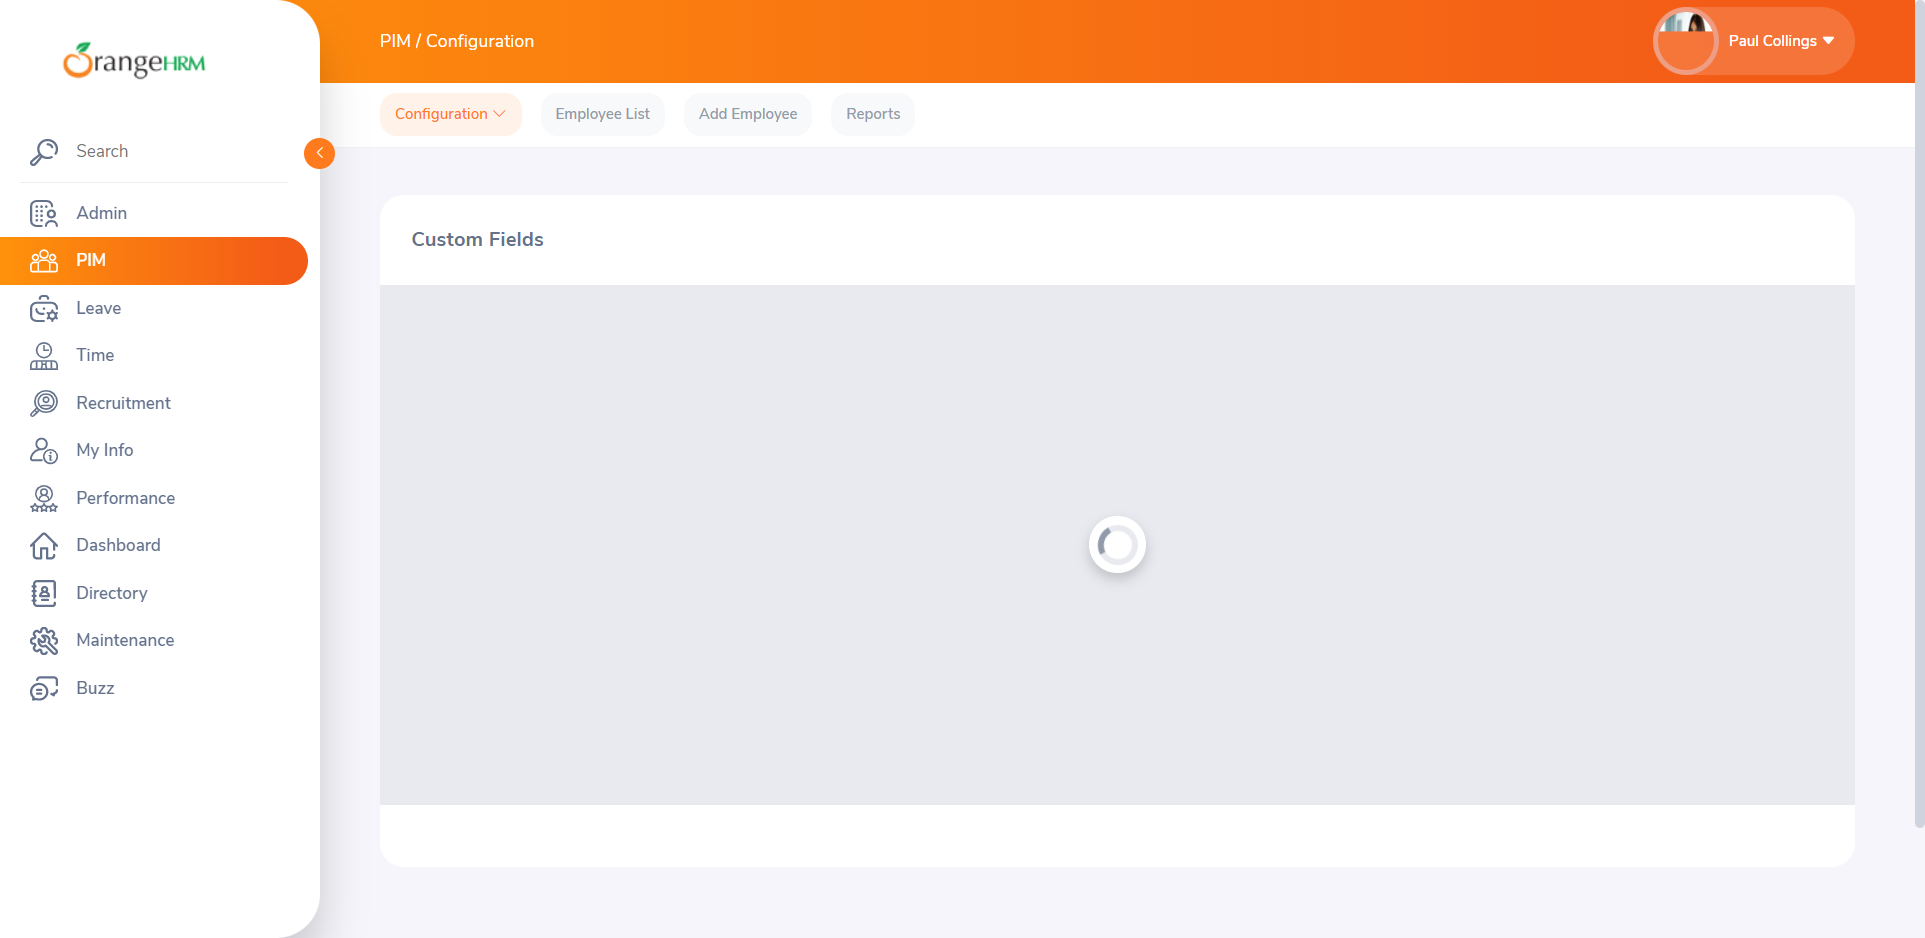 OrangeHRM
PIM / Configuration
Paul Collings
Configuration
Employee List
Add Employee
Reports
Search
Admin
PIM
Leave
Time
Recruitment
My Info
Performance
Dashboard
Directory
Maintenance
Buzz
Custom Fields